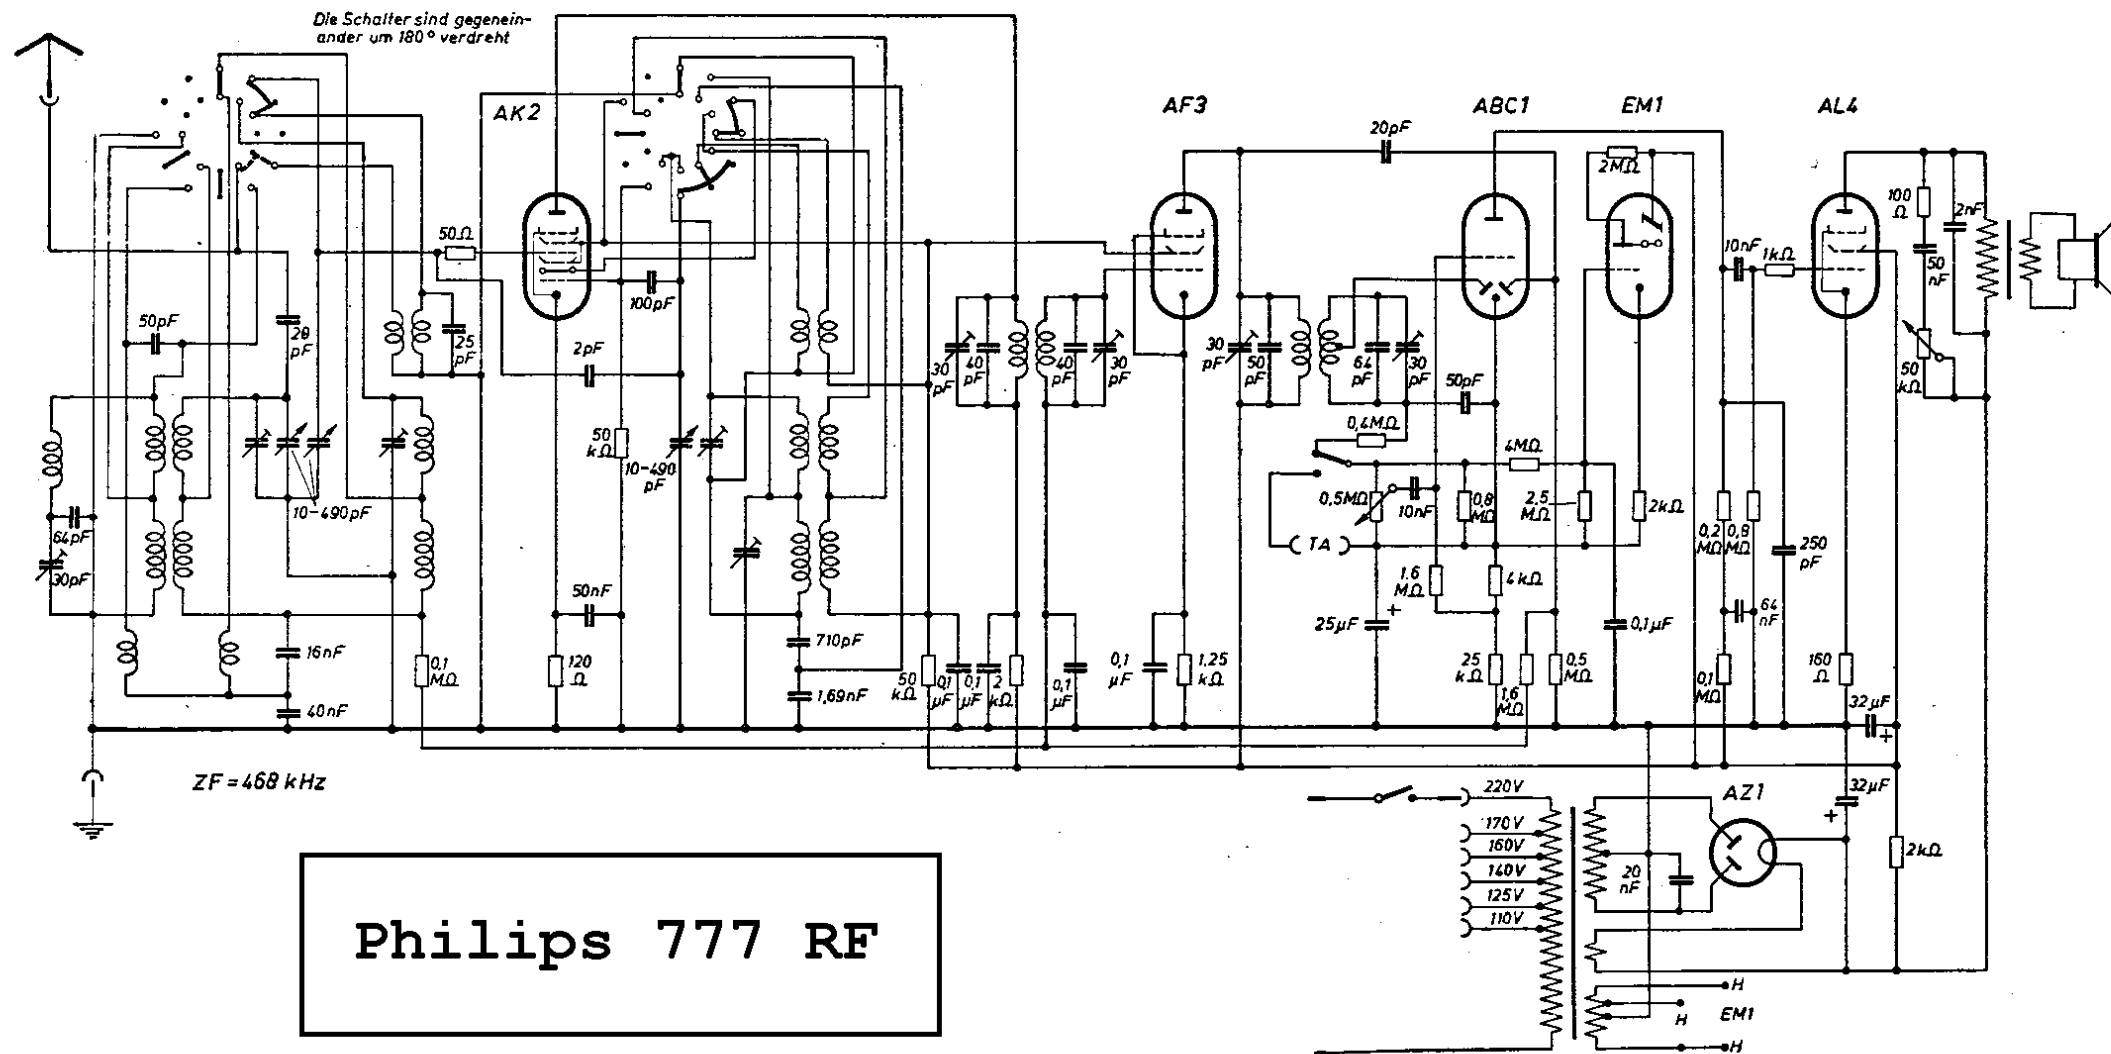 Die Schalter sind gegenein-
ander um 180° verdreht
AK2
AF3
ABC1
EM1
AL4
20pF
2MΩ
100
Ω
2nF
50Ω
10nF
1kΩ
50
nF
100pF
50pF
28
pF
25
pF
2pF
30
pF
40
pF
40
pF
30
pF
30
pF
50
pF
64
pF
30
pF
50pF
50
kΩ
0,4MΩ
50
kΩ
10-490
pF
4MΩ
10-490pF
0,5MΩ
10nF
0,8
MΩ
2,5
MΩ
2kΩ
64pF
0,2
MΩ
0,8
MΩ
250
pF
30pF
50nF
1,6
MΩ
4kΩ
25µF
+
0,1µF
64
nF
16nF
0,1
MΩ
120
Ω
710pF
50
kΩ
0,1
µF
0,1
µF
2
kΩ
0,1
µF
0,1
µF
1,25
kΩ
25
kΩ
1,6
MΩ
0,5
MΩ
0,1
MΩ
160
Ω
40nF
1,69nF
32µF
+
ZF = 468 kHz
220V
AZ1
32µF
+
170V
160V
140V
125V
110V
20
nF
2kΩ
Philips 777 RF
H
H
EM1
H
TA